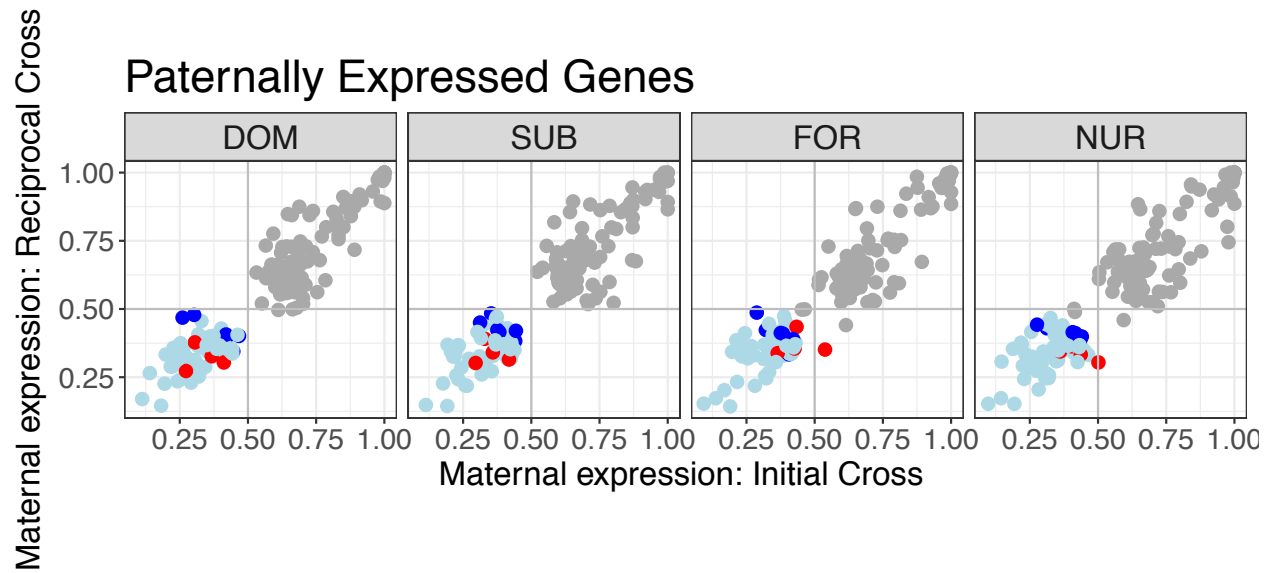 Paternally Expressed Genes
DOM SUB FOR NUR
Maternal expression: Reciprocal Cross
1.00
0.75
0.50
0.25
0.25 0.50 0.75 1.00 0.25 0.50 0.75 1.00 0.25 0.50 0.75 1.00 0.25 0.50 0.75 1.00
Maternal expression: Initial Cross